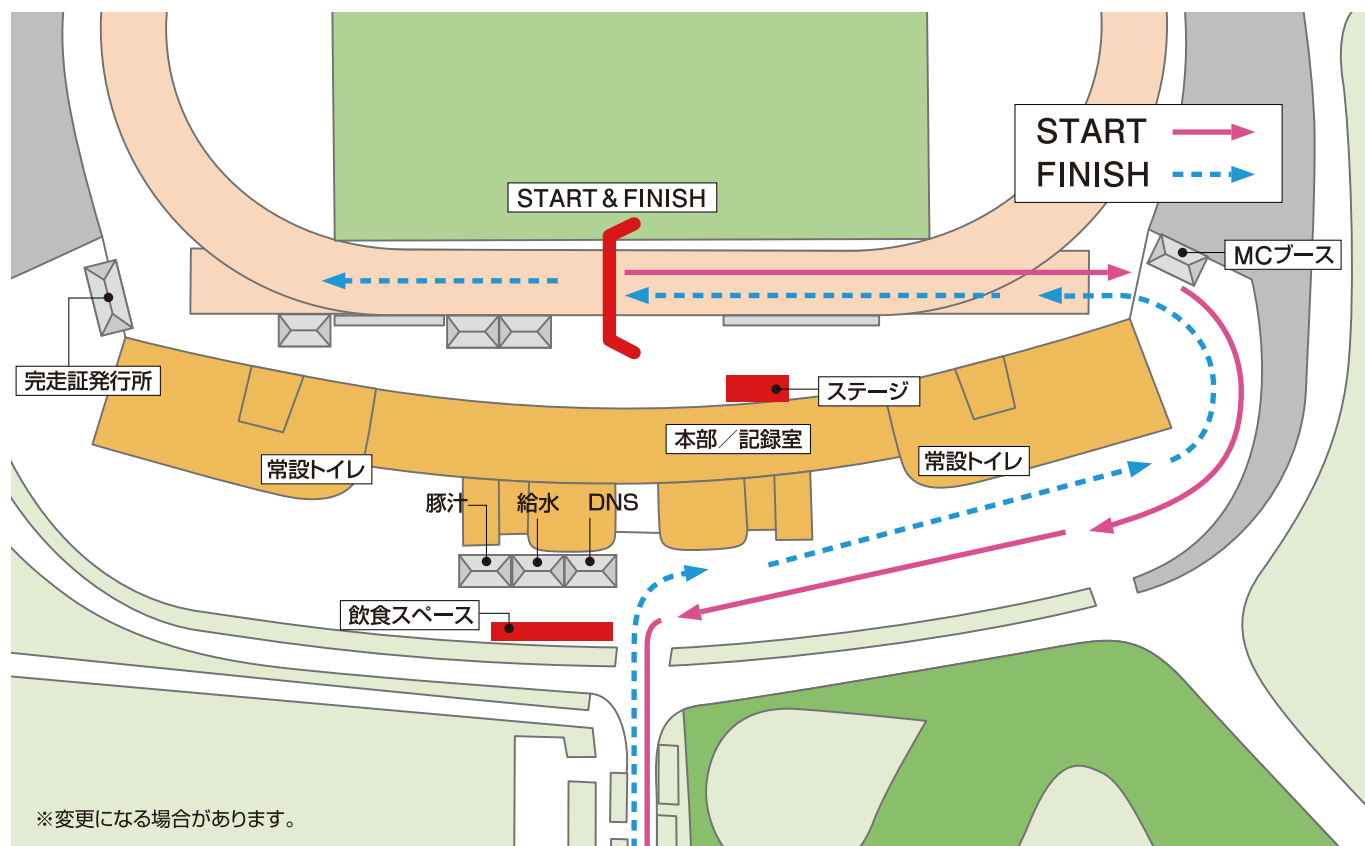 START
FINISH
START & FINISH
MCブース
完走証発行所
ステージ
本部／記録室
常設トイレ
常設トイレ
豚汁
給水
DNS
飲食スペース
※変更になる場合があります。